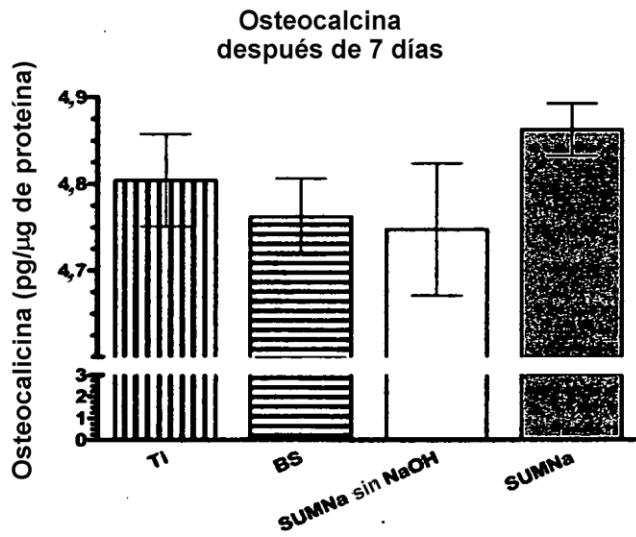 Osteocalcina
después de 7 días
Osteocalicina (pg/µg de proteína)
4,9
4,8
4,7
3
2
1
0
TI
BS
SUMNa sin NaOH
SUMNa